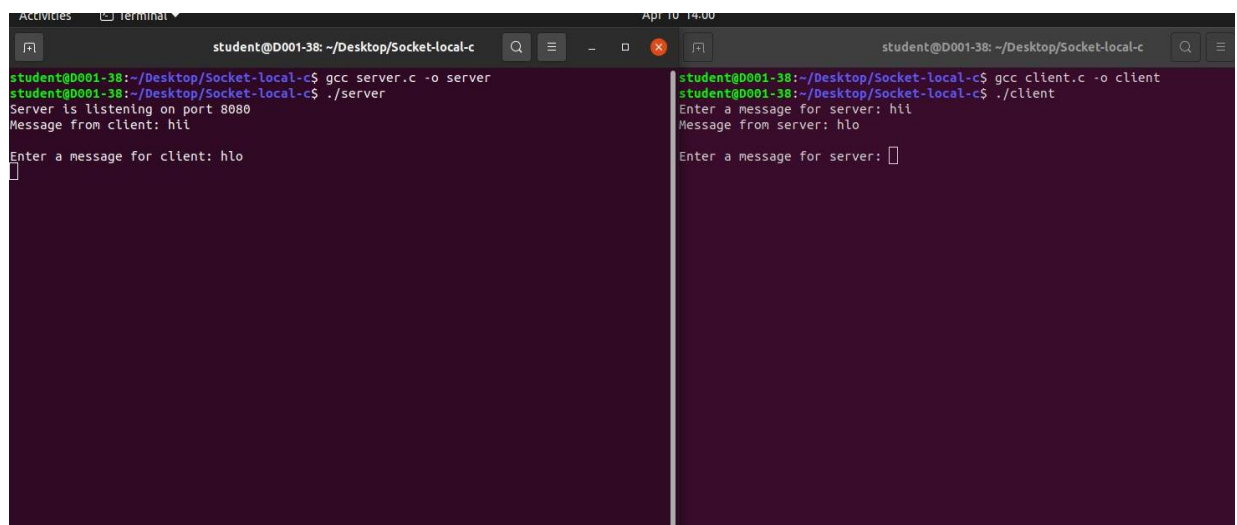 Activities Terminal Apr 10 14:00
student@D001-38: ~/Desktop/Socket-local-c
student@D001-38:~/Desktop/Socket-local-c$ gcc server.c -o server
student@D001-38:~/Desktop/Socket-local-c$ ./server
Server is listening on port 8080
Message from client: hii
Enter a message for client: hlo
student@D001-38: ~/Desktop/Socket-local-c
student@D001-38:~/Desktop/Socket-local-c$ gcc client.c -o client
student@D001-38:~/Desktop/Socket-local-c$ ./client
Enter a message for server: hii
Message from server: hlo
Enter a message for server: